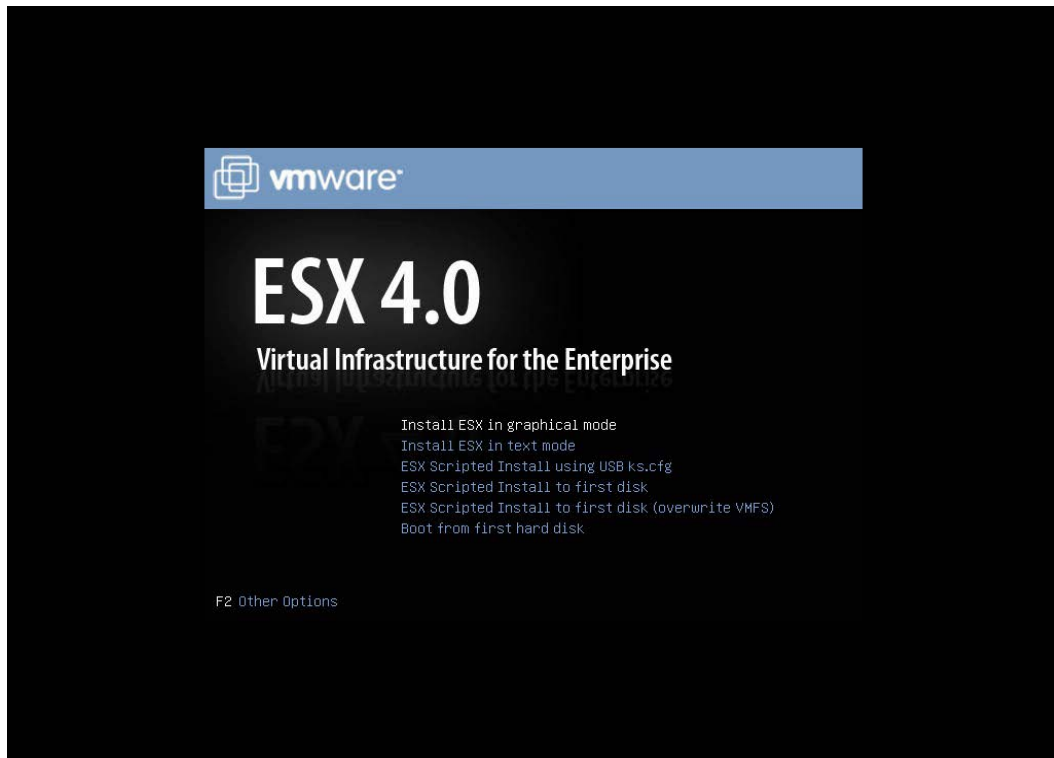 vmware
ESX 4.0
Virtual Infrastructure for the Enterprise
Install ESX in graphical mode
Install ESX in text mode
ESX Scripted Install using USB ks.cfg
ESX Scripted Install to first disk
ESX Scripted Install to first disk (overwrite VMFS)
Boot from first hard disk
F2 Other Options